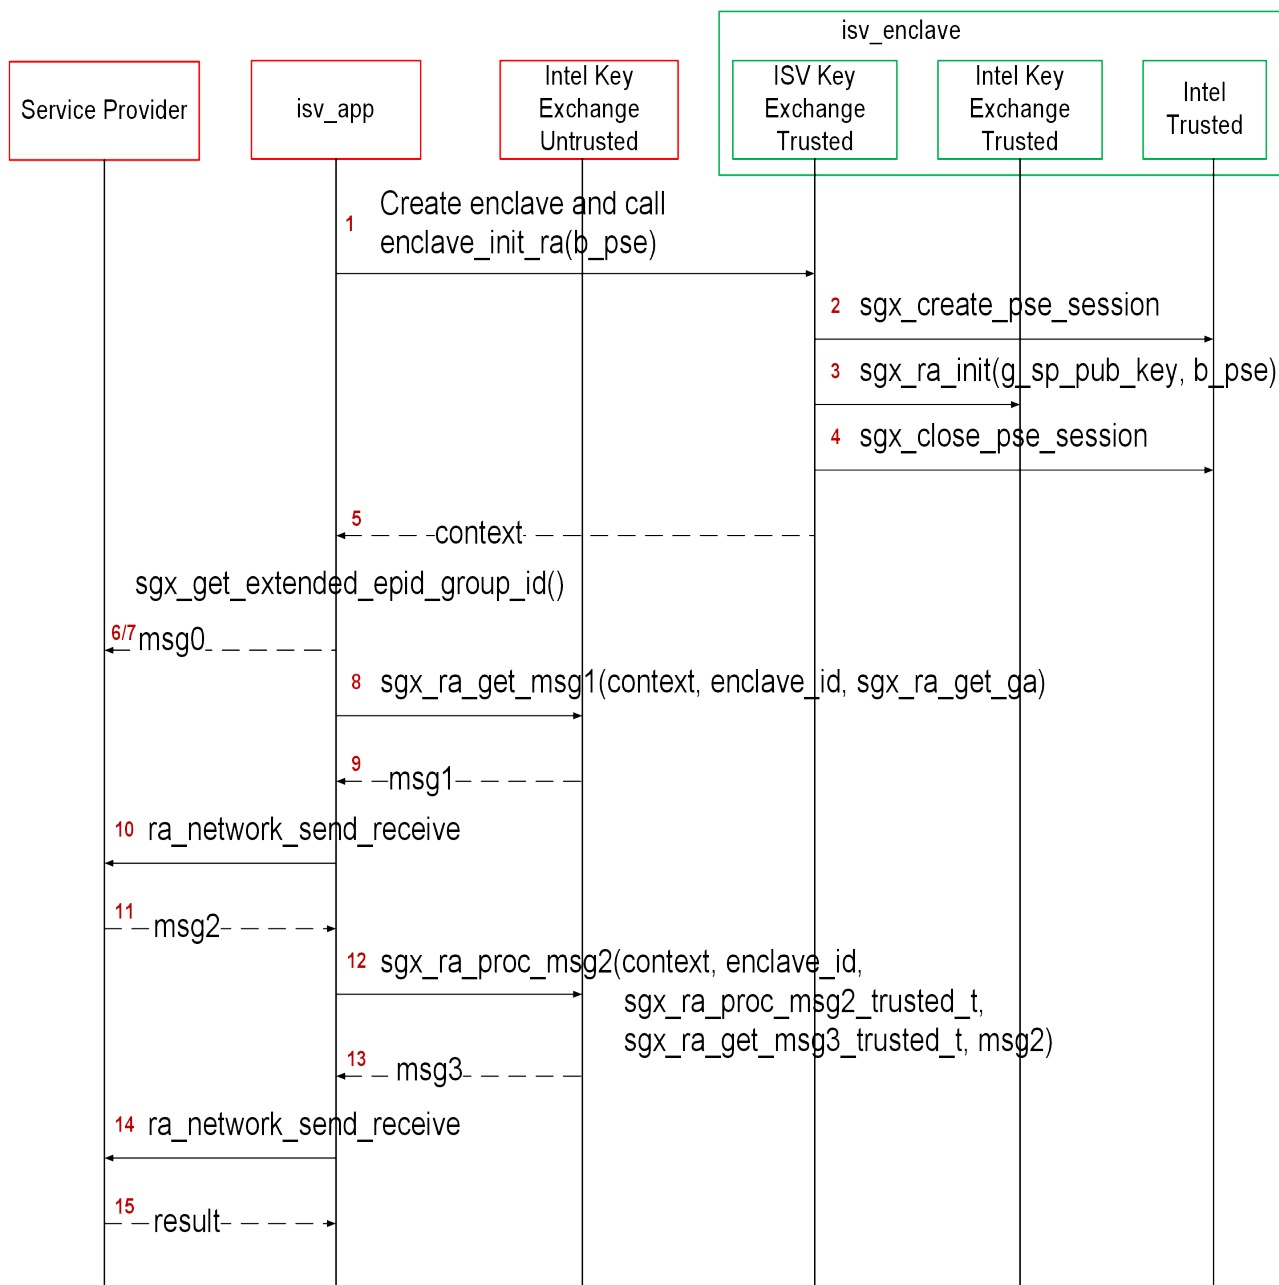 isv_enclave
Service Provider
isv_app
Intel Key
Exchange
Untrusted
ISV Key
Exchange
Trusted
Intel Key
Exchange
Trusted
Intel
Trusted
1
Create enclave and call
enclave_init_ra(b_pse)
2 sgx_create_pse_session
3 sgx_ra_init(g_sp_pub_key, b_pse)
4 sgx_close_pse_session
5
context
sgx_get_extended_epid_group_id()
6/7 msg0
8 sgx_ra_get_msg1(context, enclave_id, sgx_ra_get_ga)
9
msg1
10 ra_network_send_receive
11
msg2
12 sgx_ra_proc_msg2(context, enclave_id,
sgx_ra_proc_msg2_trusted_t,
sgx_ra_get_msg3_trusted_t, msg2)
13
msg3
14 ra_network_send_receive
15
result